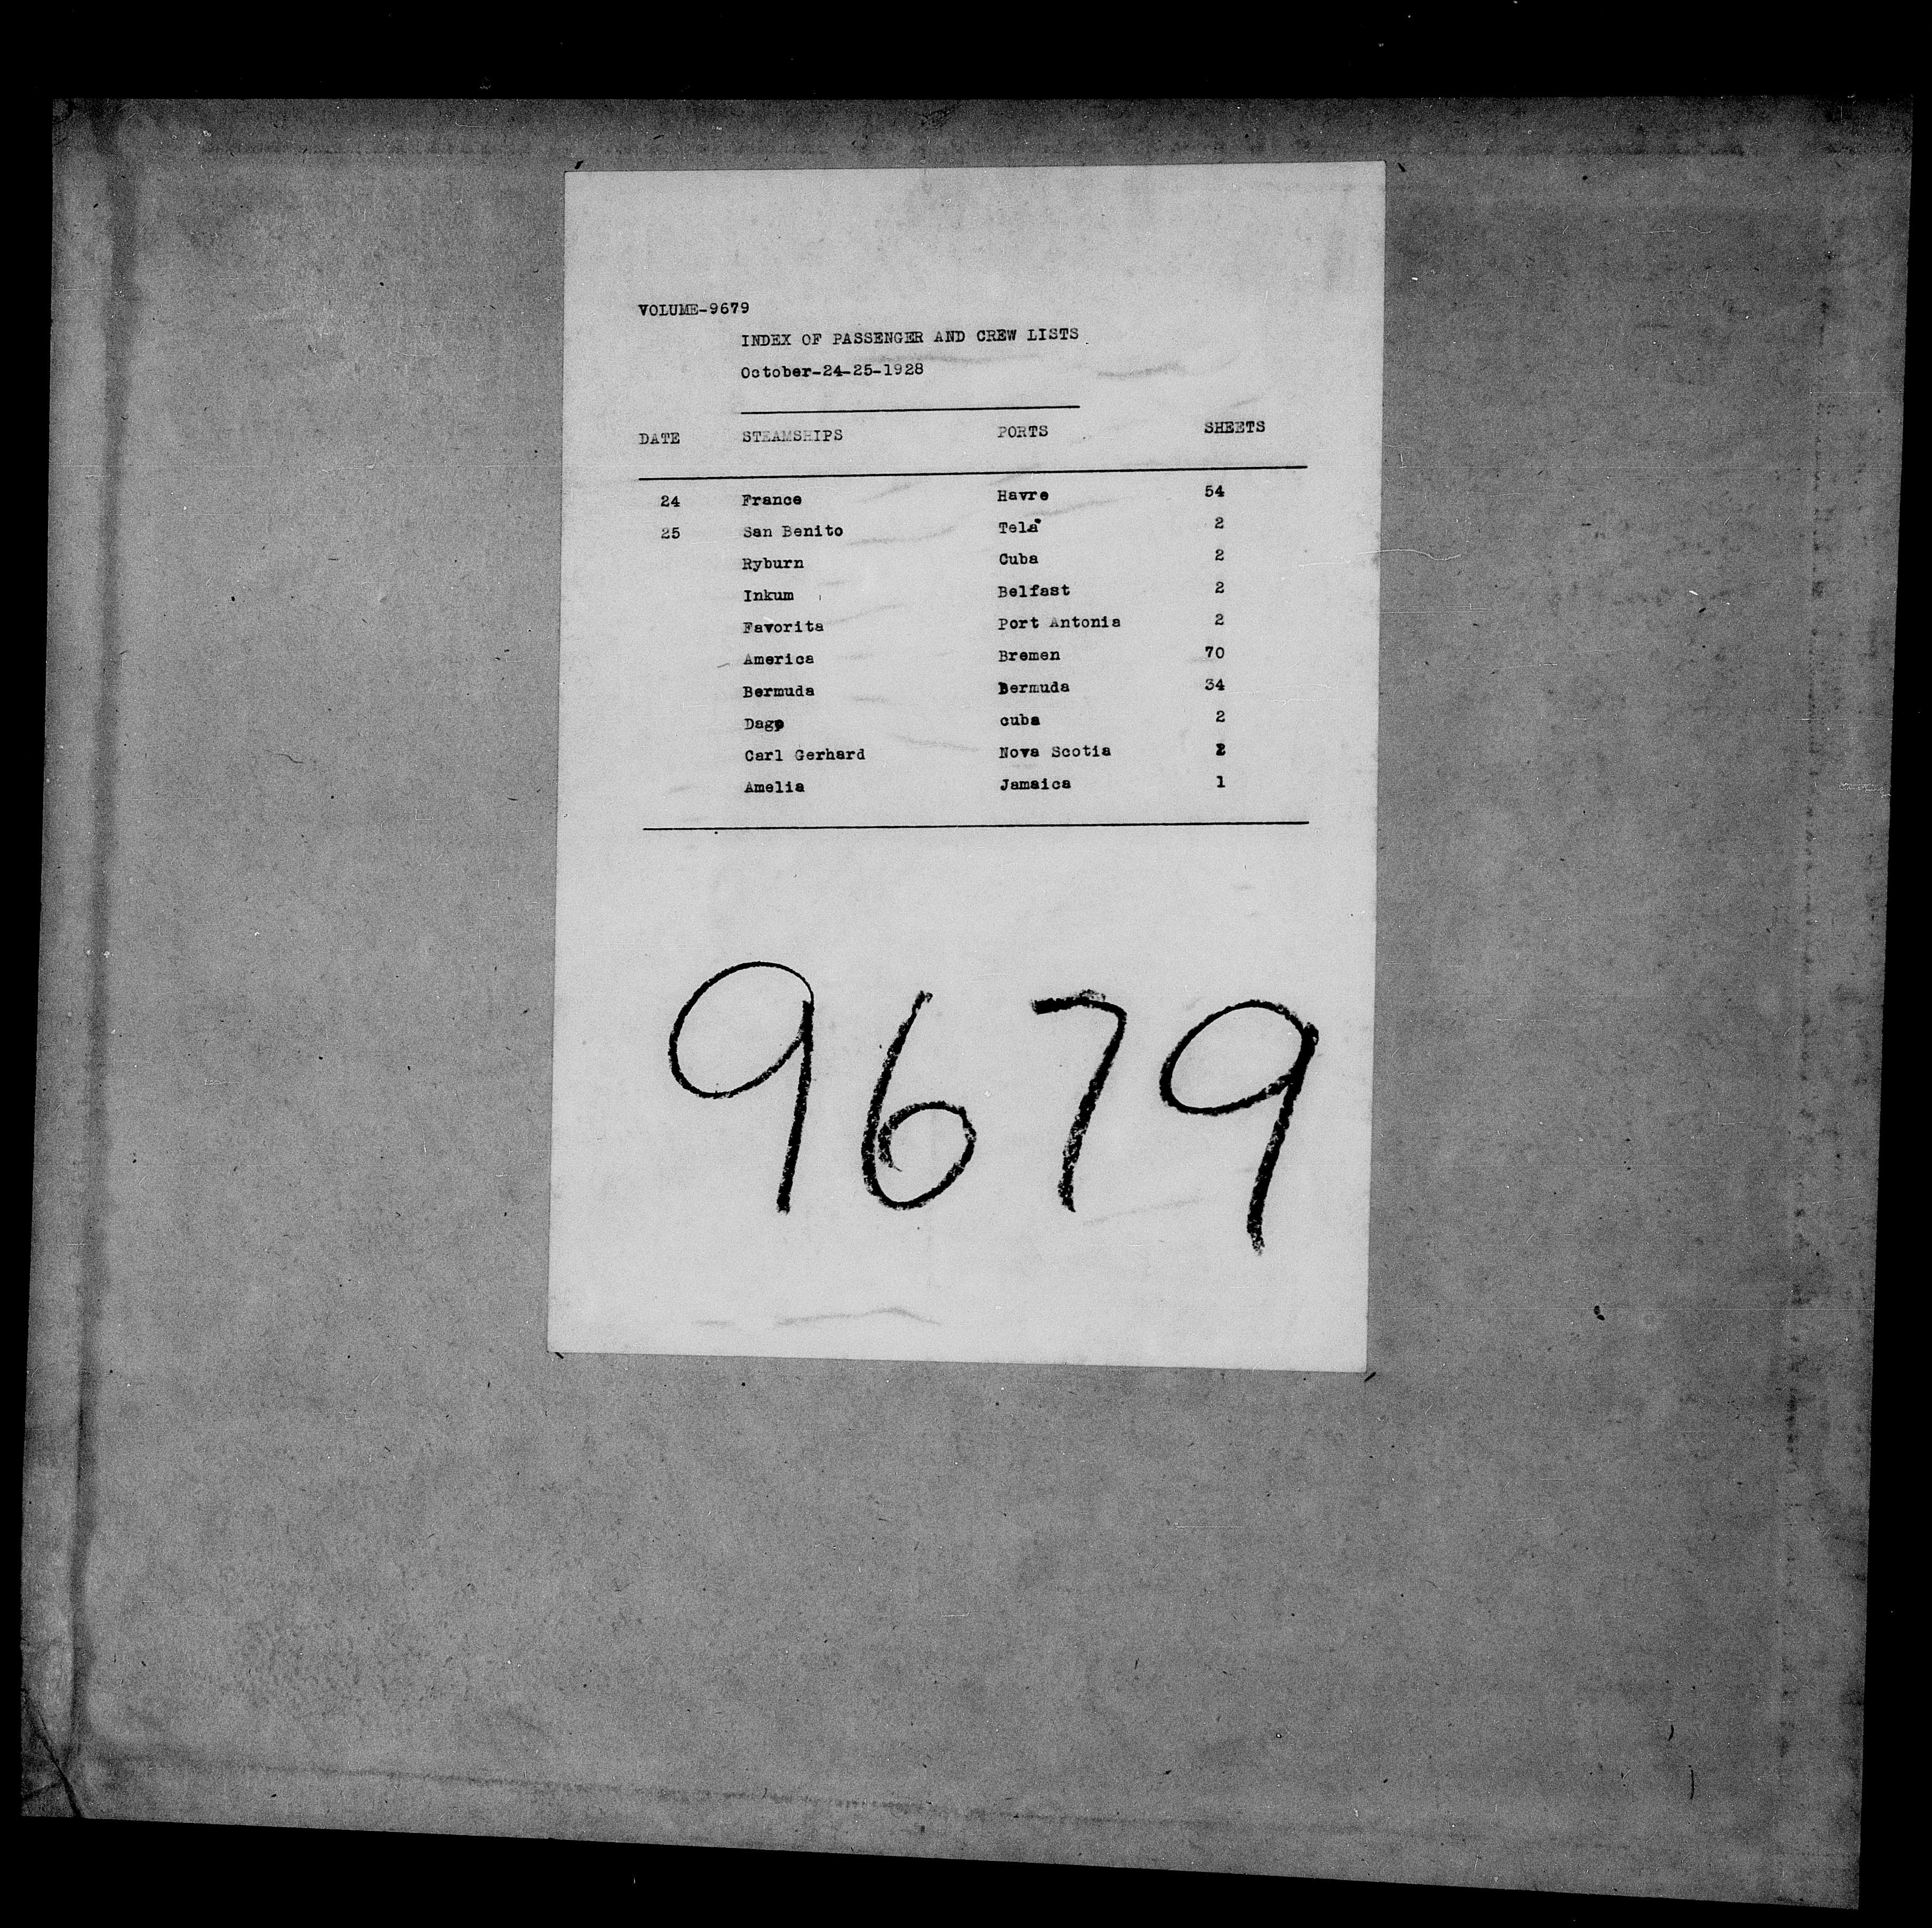 VOLUME-9679
INDEX OF PASSENGER AND CREW LISTS
October-24-25-1928
DATE STEAMSHIPS PORTS SHEETS
24 France Havre 54
25 San Benito Tela 2
Ryburn Cuba 2
Inkum Belfast 2
Favorita Port Antonia 2
America Bremen 70
Bermuda Bermuda 34
Cuba 2
Carl Gerhard Nova Scotia
Amelia Jamaica 1
9679